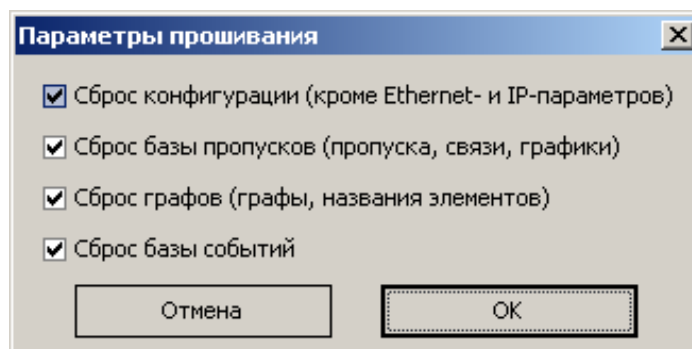 Параметры прошивания
Сброс конфигурации (кроме Ethernet- и IP-параметров)
Сброс базы пропусков (пропуска, связи, графики)
Сброс графов (графы, названия элементов)
Сброс базы событий
Отмена OK